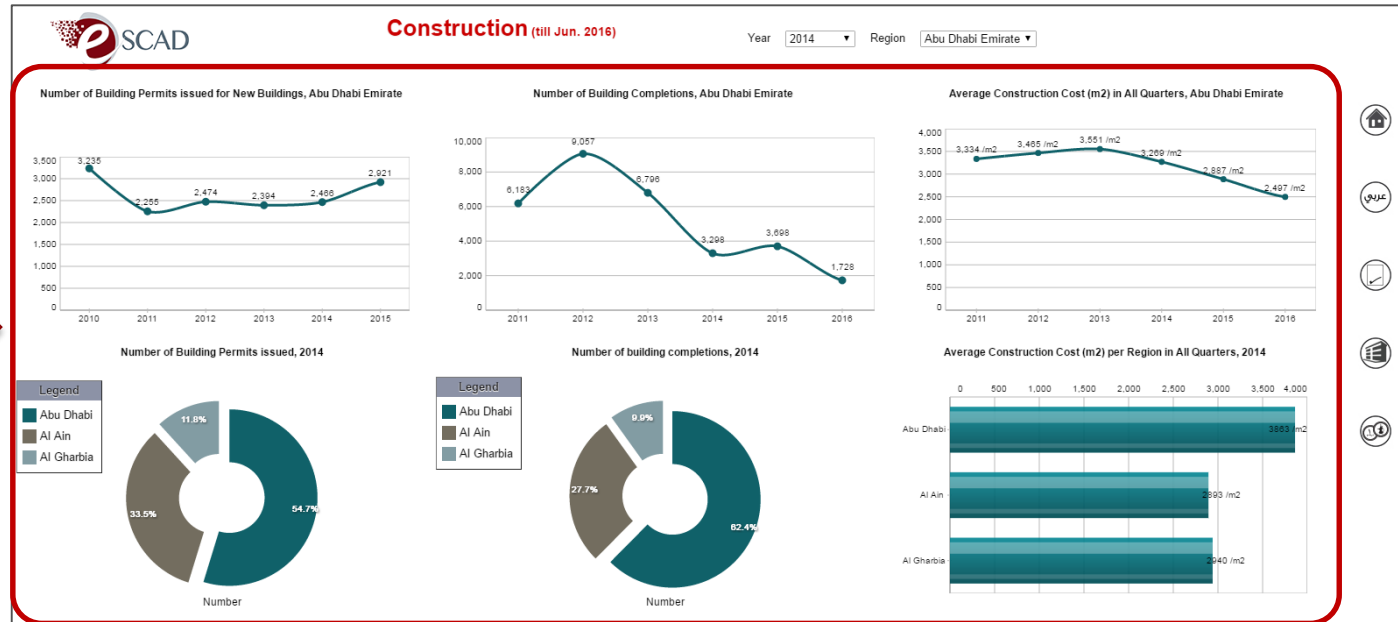 e SCAD
Construction (till Jun. 2016)
Year 2014 Region Abu Dhabi Emirate
Number of Building Permits issued for New Buildings, Abu Dhabi Emirate
3,500
3,000
2,500
2,000
1,500
1,000
500
0
3,235
2,255
2,474
2,394
2,466
2,921
2010 2011 2012 2013 2014 2015
Number of Building Completions, Abu Dhabi Emirate
10,000
8,000
6,000
4,000
2,000
0
6,183
9,057
6,796
3,298
3,698
1,728
2011 2012 2013 2014 2015 2016
Average Construction Cost (m2) in All Quarters, Abu Dhabi Emirate
4,000
3,500
3,000
2,500
2,000
1,500
1,000
500
0
3,334 /m2
3,465 /m2
3,551 /m2
3,269 /m2
2,887 /m2
2,497 /m2
2011 2012 2013 2014 2015 2016
عربي
Number of Building Permits issued, 2014
Legend
Abu Dhabi
Al Ain
Al Gharbia
11.8%
33.5%
54.7%
Number
Number of building completions, 2014
Legend
Abu Dhabi
Al Ain
Al Gharbia
9.9%
27.7%
62.4%
Number
Average Construction Cost (m2) per Region in All Quarters, 2014
0 500 1,000 1,500 2,000 2,500 3,000 3,500 4,000
Abu Dhabi 3863 /m2
Al Ain 2893 /m2
Al Gharbia 2940 /m2